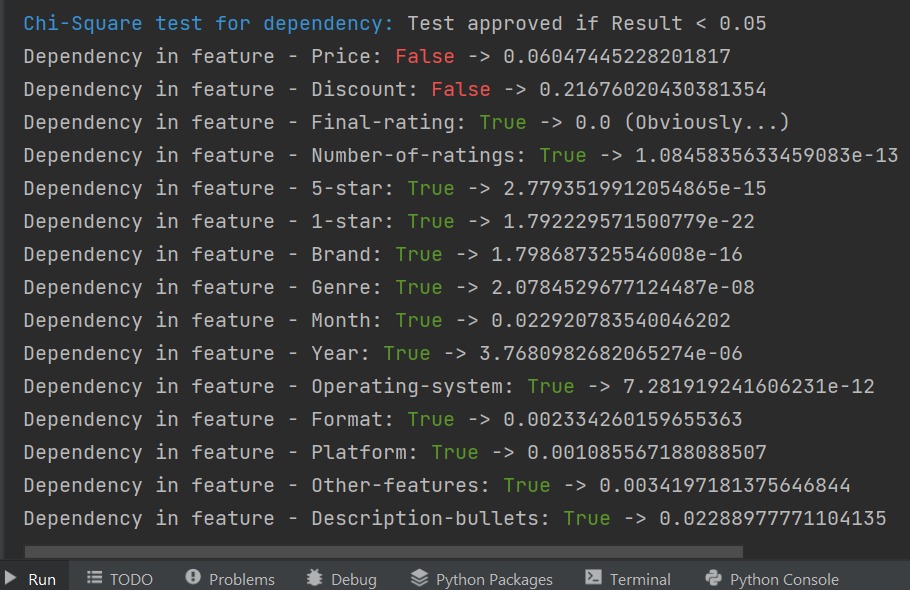 Chi-Square test for dependency: Test approved if Result < 0.05
Dependency in feature - Price: False -> 0.06047445228201817
Dependency in feature - Discount: False -> 0.21676020430381354
Dependency in feature - Final-rating: True -> 0.0 (Obviously...)
Dependency in feature - Number-of-ratings: True -> 1.0845835633459083e-13
Dependency in feature - 5-star: True -> 2.7793519912054865e-15
Dependency in feature - 1-star: True -> 1.792229571500779e-22
Dependency in feature - Brand: True -> 1.798687325546008e-16
Dependency in feature - Genre: True -> 2.0784529677124487e-08
Dependency in feature - Month: True -> 0.022920783540046202
Dependency in feature - Year: True -> 3.7680982682065274e-06
Dependency in feature - Operating-system: True -> 7.281919241606231e-12
Dependency in feature - Format: True -> 0.002334260159655363
Dependency in feature - Platform: True -> 0.001085567188088507
Dependency in feature - Other-features: True -> 0.0034197181375646844
Dependency in feature - Description-bullets: True -> 0.02288977771104135
Run TODO Problems Debug Python Packages Terminal Python Console